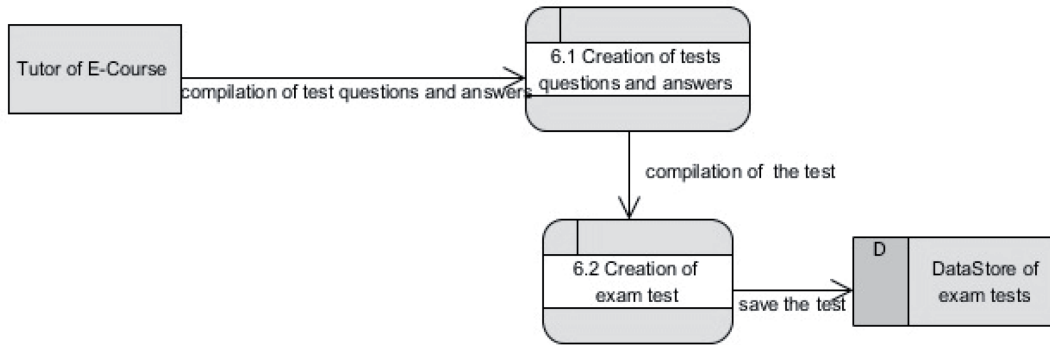 Tutor of E-Course
compilation of test questions and answers
6.1 Creation of tests
questions and answers
compilation of the test
6.2 Creation of
exam test
save the test
D
DataStore of
exam tests